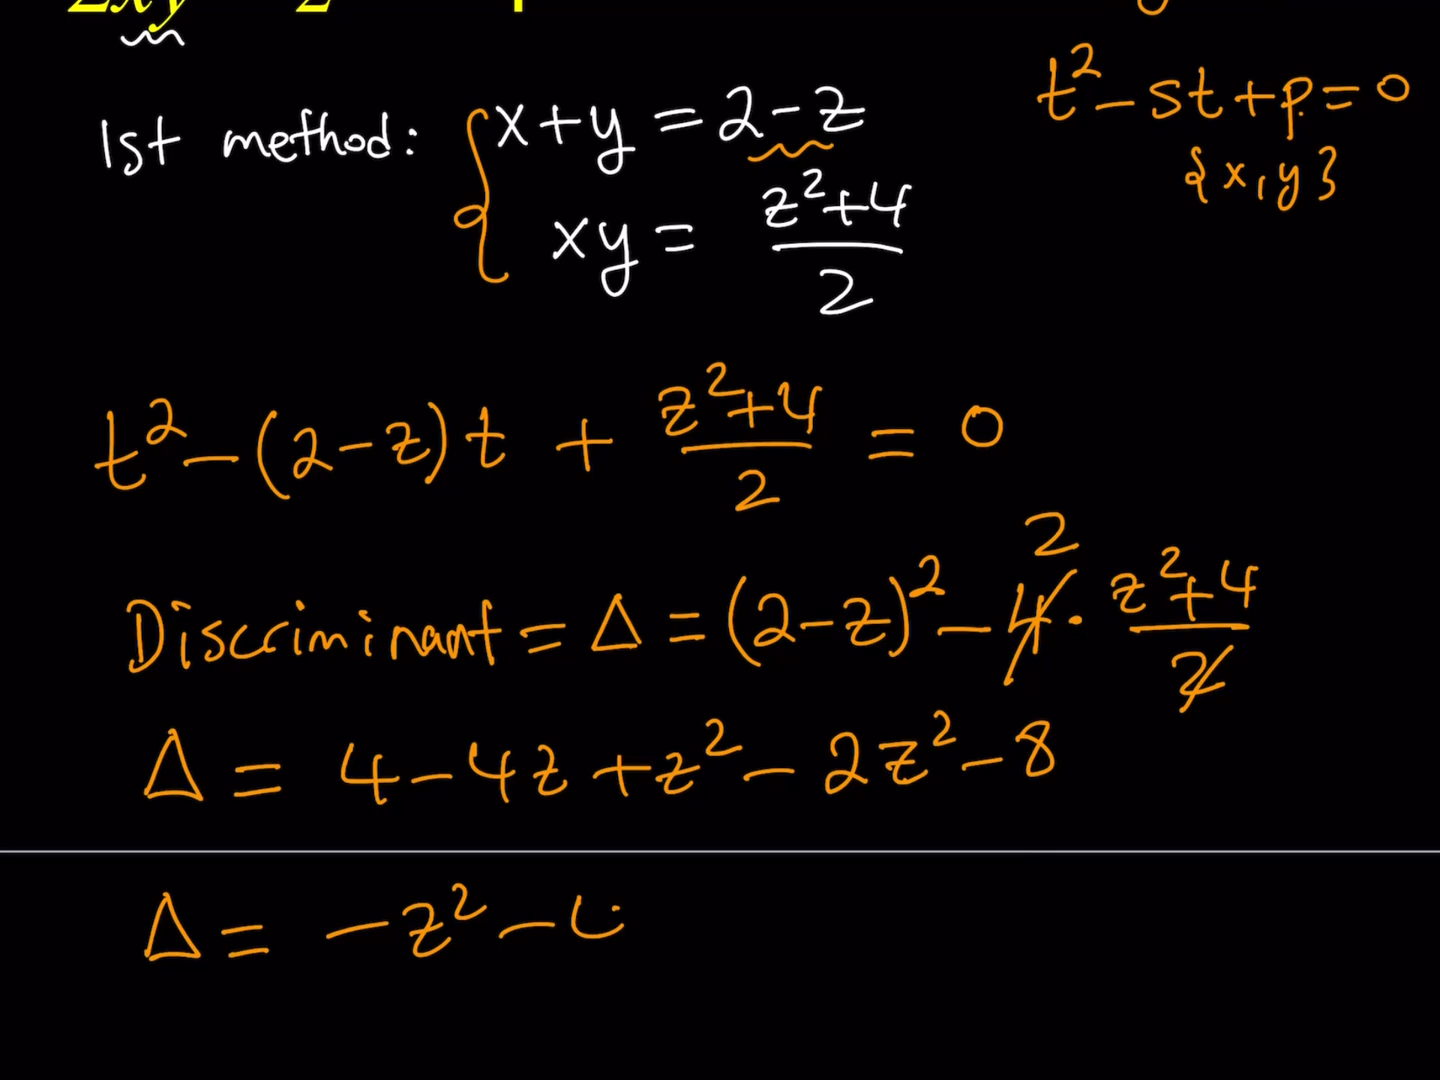 t² - st + p = 0
{x, y}
1st method: { x + y = 2 - z
xy = (z² + 4)/2
t² - (2 - z)t + (z² + 4)/2 = 0
2
Discriminant = Δ = (2 - z)² - 4 · (z² + 4)/2
Δ = 4 - 4z + z² - 2z² - 8
Δ = - z² -